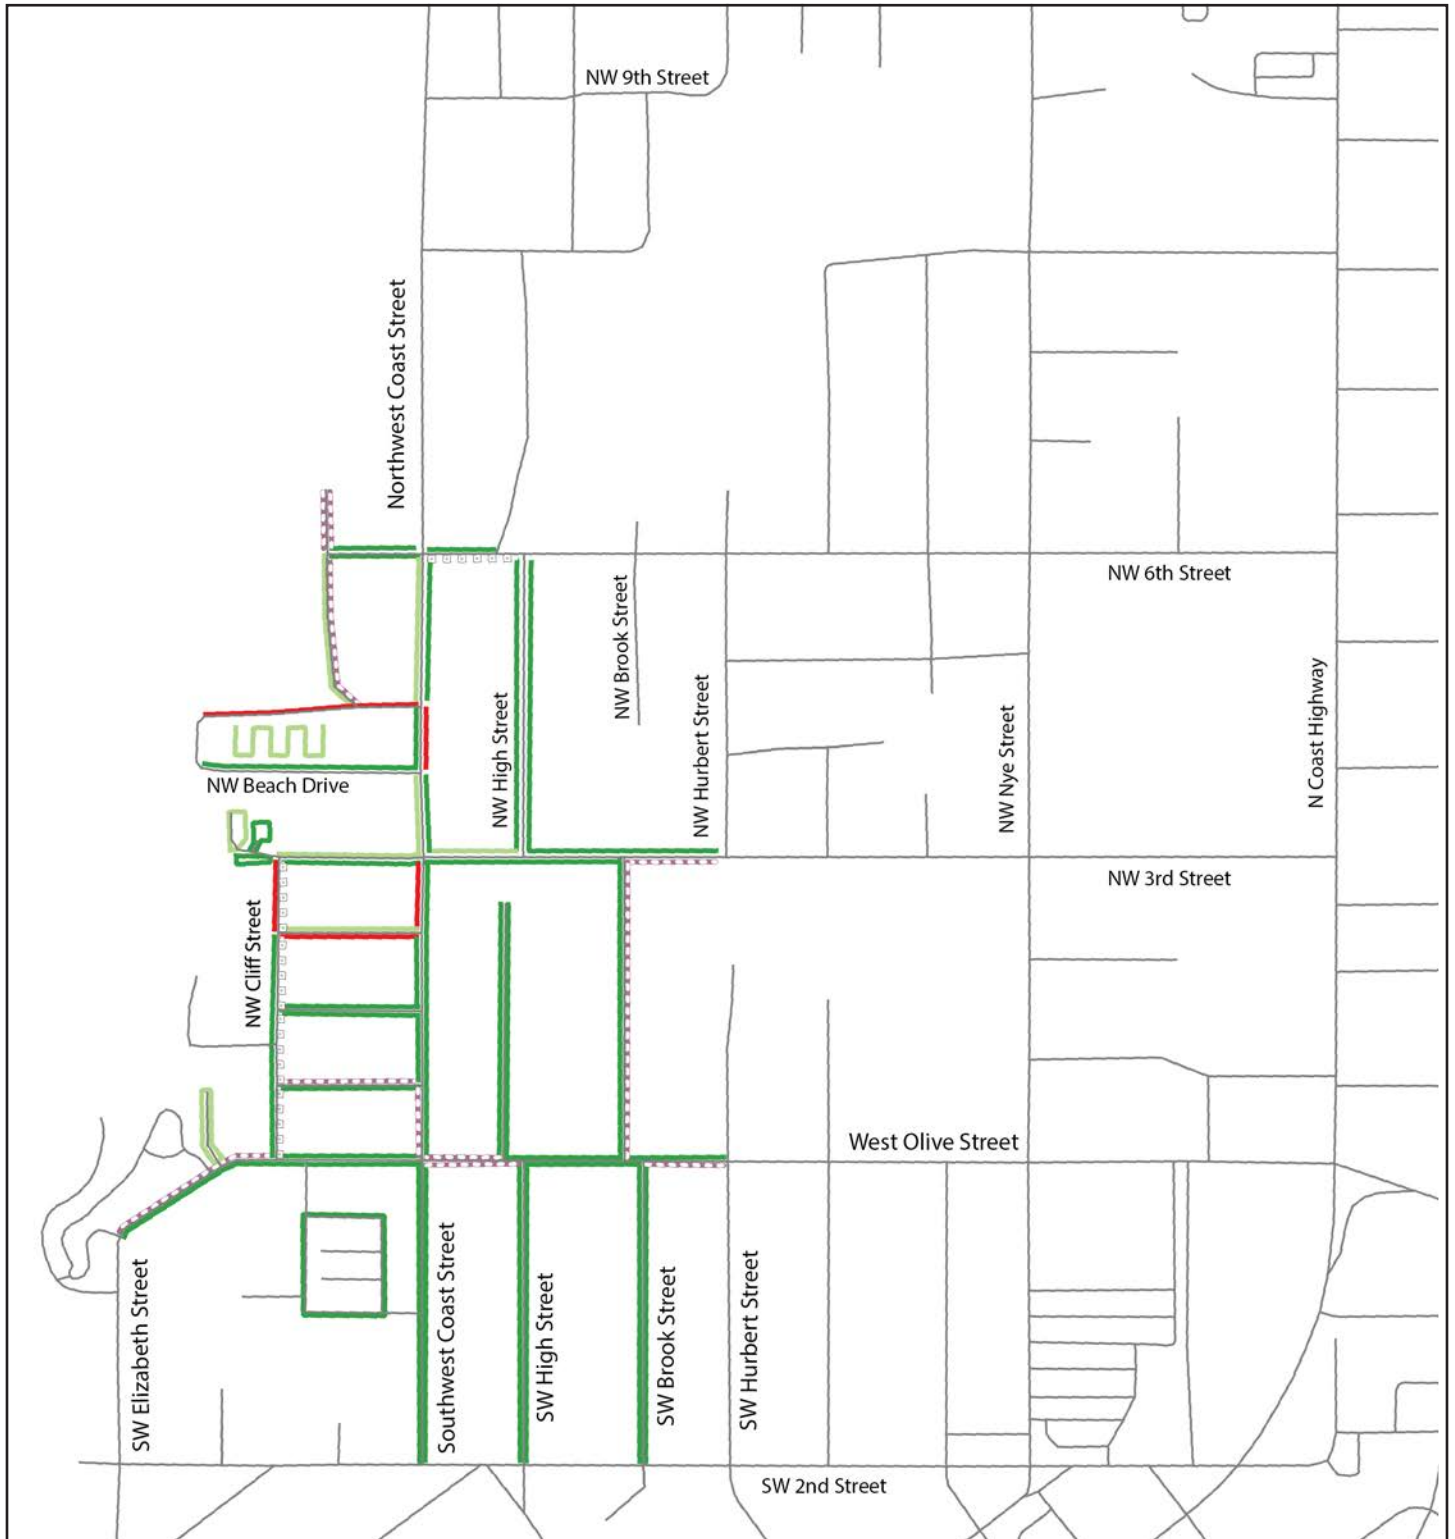 NW 9th Street
Northwest Coast Street
NW 6th Street
NW Brook Street
N Coast Highway
NW Hurbert Street
NW High Street
NW Nye Street
NW Beach Drive
NW 3rd Street
NW Cliff Street
West Olive Street
Southwest Coast Street
SW Elizabeth Street
SW High Street
SW Brook Street
SW Hurbert Street
SW 2nd Street